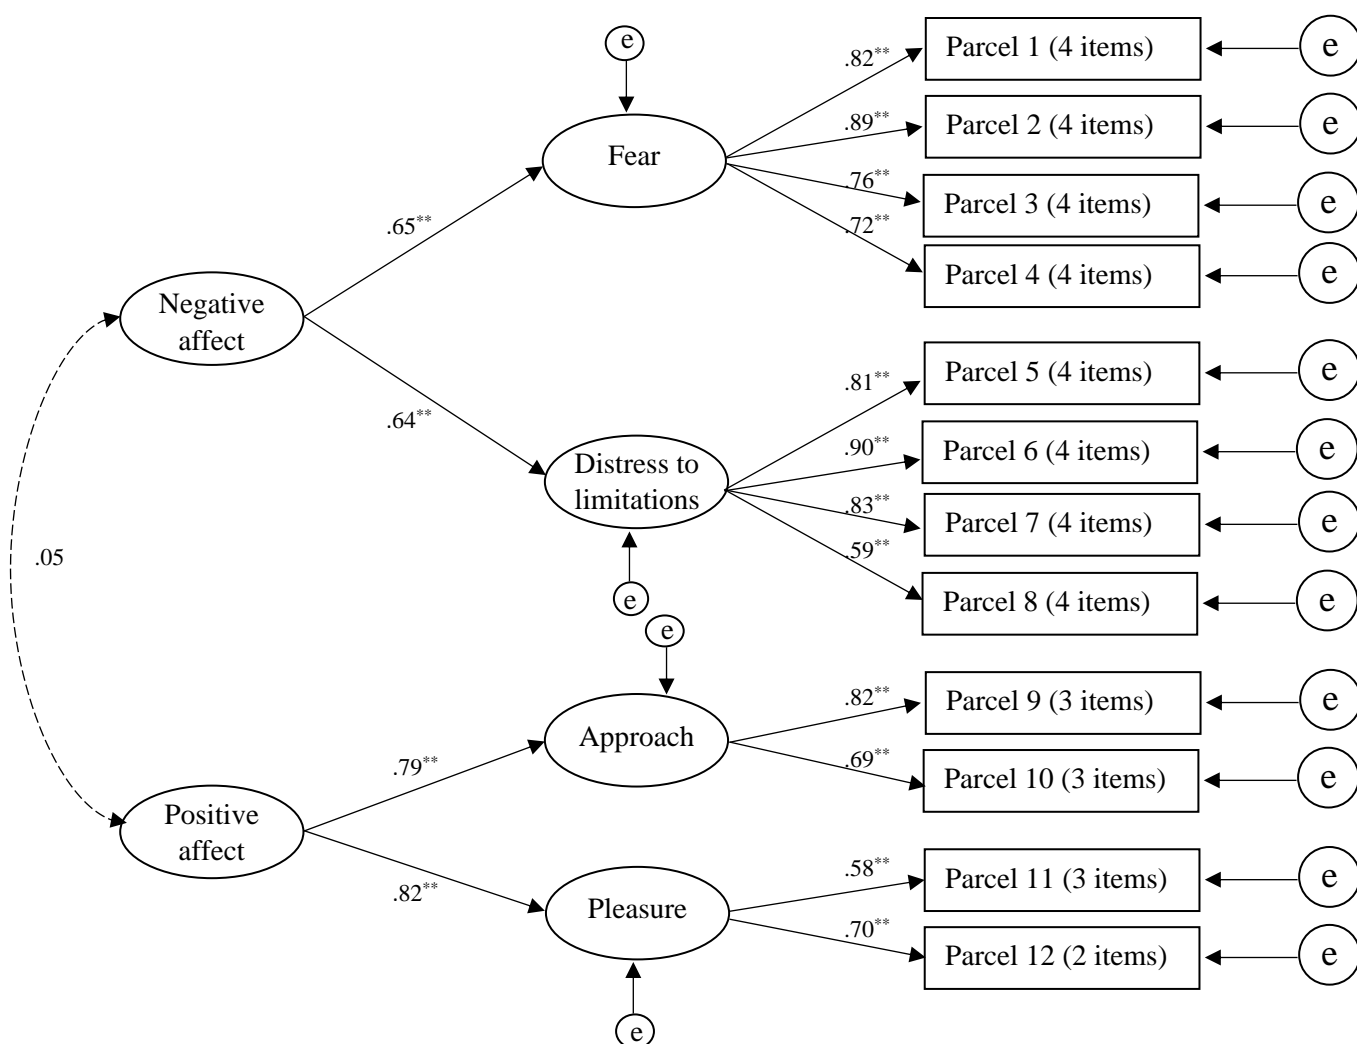 e
Parcel 1 (4 items)
e
.82**
Parcel 2 (4 items)
e
.89**
Fear
.76**
Parcel 3 (4 items)
e
.65**
.72**
Parcel 4 (4 items)
e
Negative
affect
Parcel 5 (4 items)
e
.81**
.64**
Distress to
limitations
.90**
Parcel 6 (4 items)
e
.83**
Parcel 7 (4 items)
e
.05
.59**
e
Parcel 8 (4 items)
e
e
.82**
Parcel 9 (3 items)
e
Approach
.79**
.69**
Parcel 10 (3 items)
e
Positive
affect
.58**
Parcel 11 (3 items)
e
.82**
Pleasure
.70**
Parcel 12 (2 items)
e
e